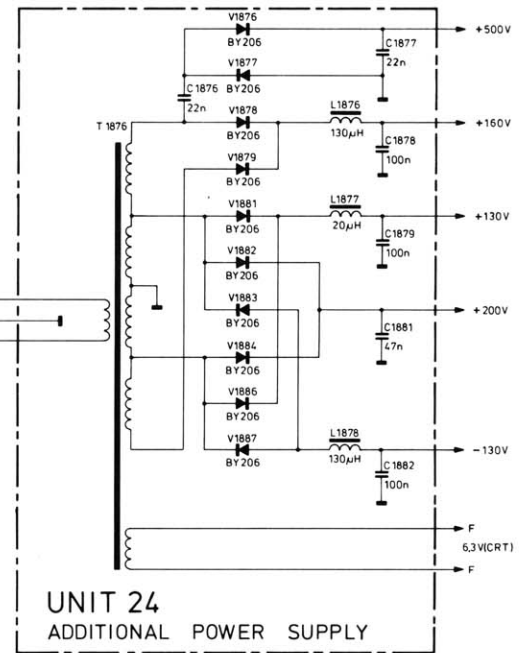 V1876
BY206
+500V
V1877
BY206
C1877
22n
C1876
22n
T 1876
V1878
BY206
L1876
130µH
+160V
C1878
100n
V1879
BY206
V1881
BY206
L1877
20µH
+130V
C1879
100n
V1882
BY206
V1883
BY206
+200V
C1881
47n
V1884
BY206
V1886
BY206
V1887
BY206
L1878
130µH
-130V
C1882
100n
F
6,3V(CRT)
F
UNIT 24
ADDITIONAL POWER SUPPLY